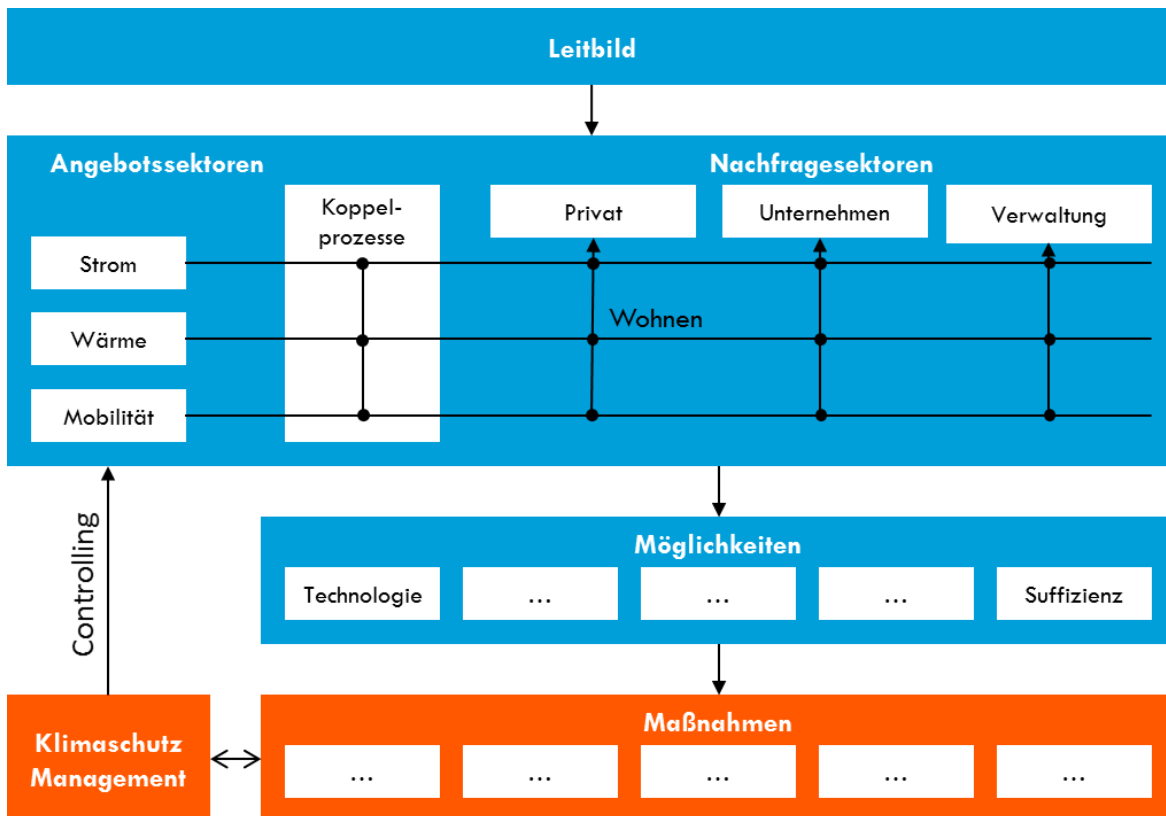 Leitbild
Angebotssektoren
Nachfragesektoren
Koppel-
prozesse
Privat
Unternehmen
Verwaltung
Strom
Wohnen
Wärme
Mobilität
Controlling
Möglichkeiten
Technologie
...
...
...
Suffizienz
Klimaschutz
Management
Maßnahmen
...
...
...
...
...